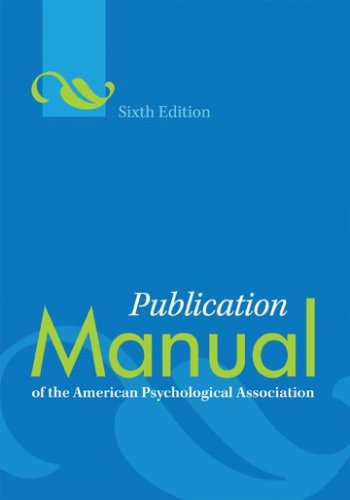 Sixth Edition
Publication
Manual
of the American Psychological Association